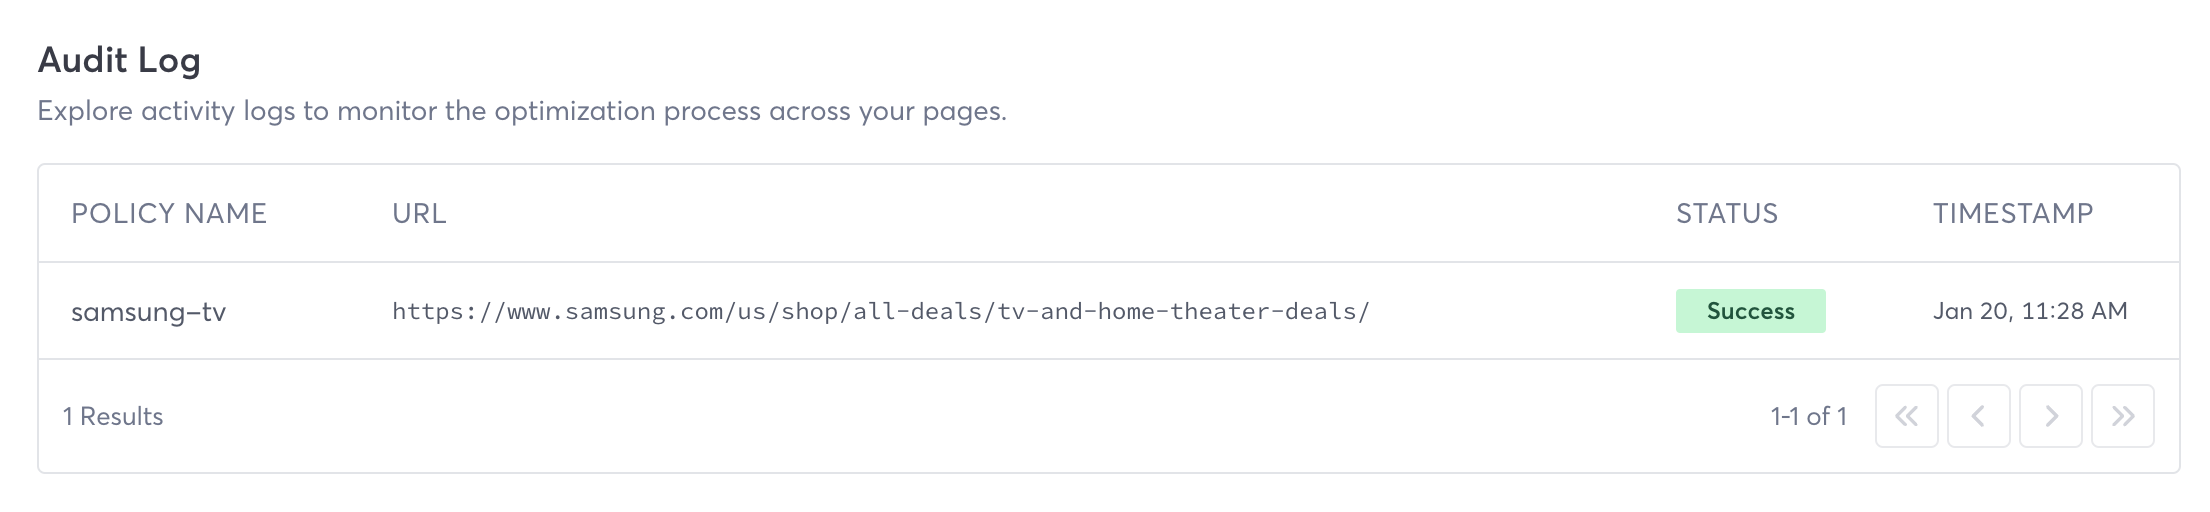 Audit Log
Explore activity logs to monitor the optimization process across your pages.
POLICY NAME URL STATUS TIMESTAMP
samsung-tv https://www.samsung.com/us/shop/all-deals/tv-and-home-theater-deals/ Success Jan 20, 11:28 AM
1 Results 1-1 of 1